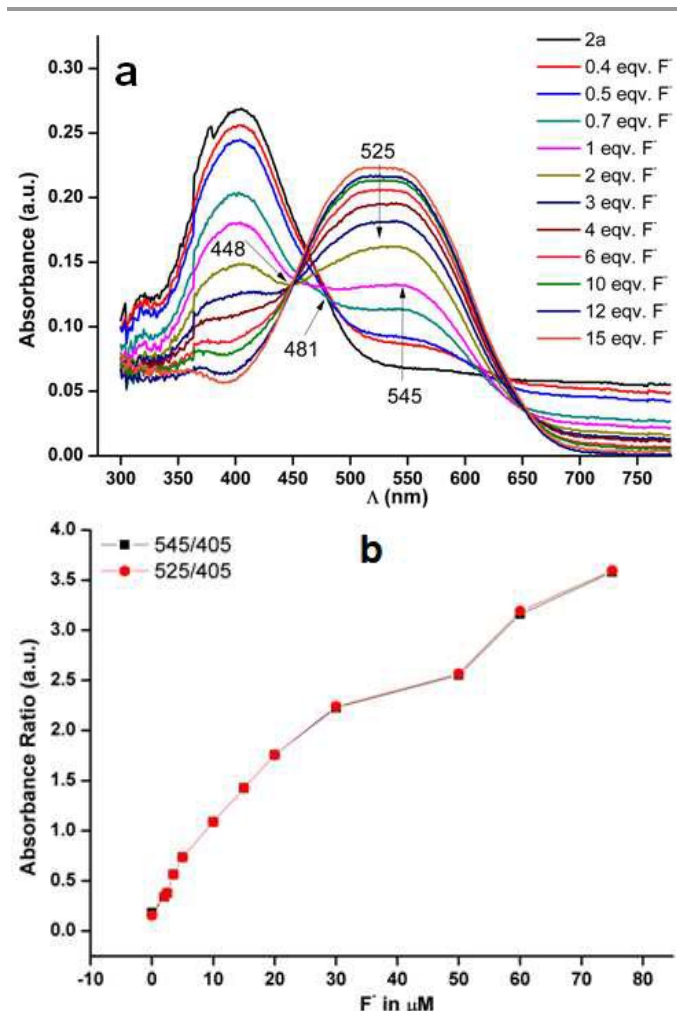 a
2a
0.4 eqv. F⁻
0.5 eqv. F⁻
0.7 eqv. F⁻
1 eqv. F⁻
2 eqv. F⁻
3 eqv. F⁻
4 eqv. F⁻
6 eqv. F⁻
10 eqv. F⁻
12 eqv. F⁻
15 eqv. F⁻
525
448
481
545
0.30
0.25
0.20
0.15
0.10
0.05
0.00
Absorbance (a.u.)
300 350 400 450 500 550 600 650 700 750
Λ (nm)
b
545/405
525/405
4.0
3.5
3.0
2.5
2.0
1.5
1.0
0.5
0.0
Absorbance Ratio (a.u.)
-10 0 10 20 30 40 50 60 70 80
F⁻ in μM